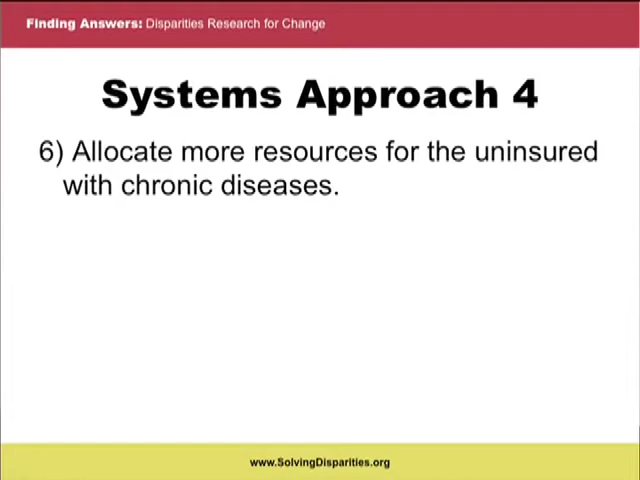 Finding Answers: Disparities Research for Change
Systems Approach 4
6) Allocate more resources for the uninsured
with chronic diseases.
www.SolvingDisparities.org